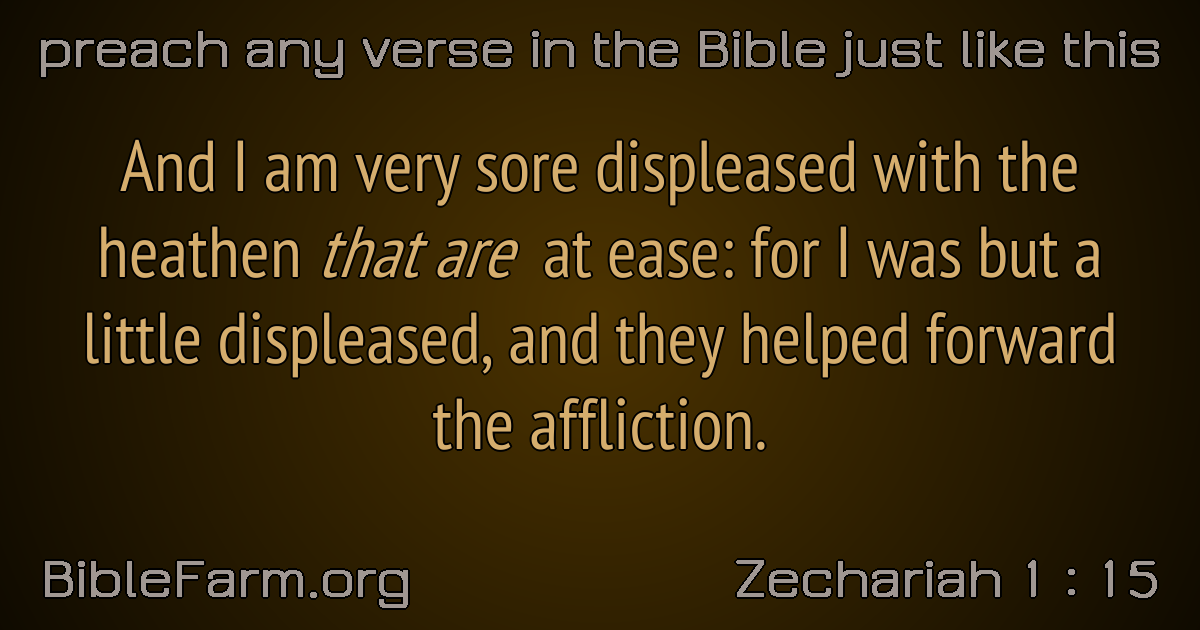 preach any verse in the Bible just like this
And I am very sore displeased with the
heathen that are at ease: for I was but a
little displeased, and they helped forward
the affliction.
BibleFarm.org
Zechariah 1 : 15